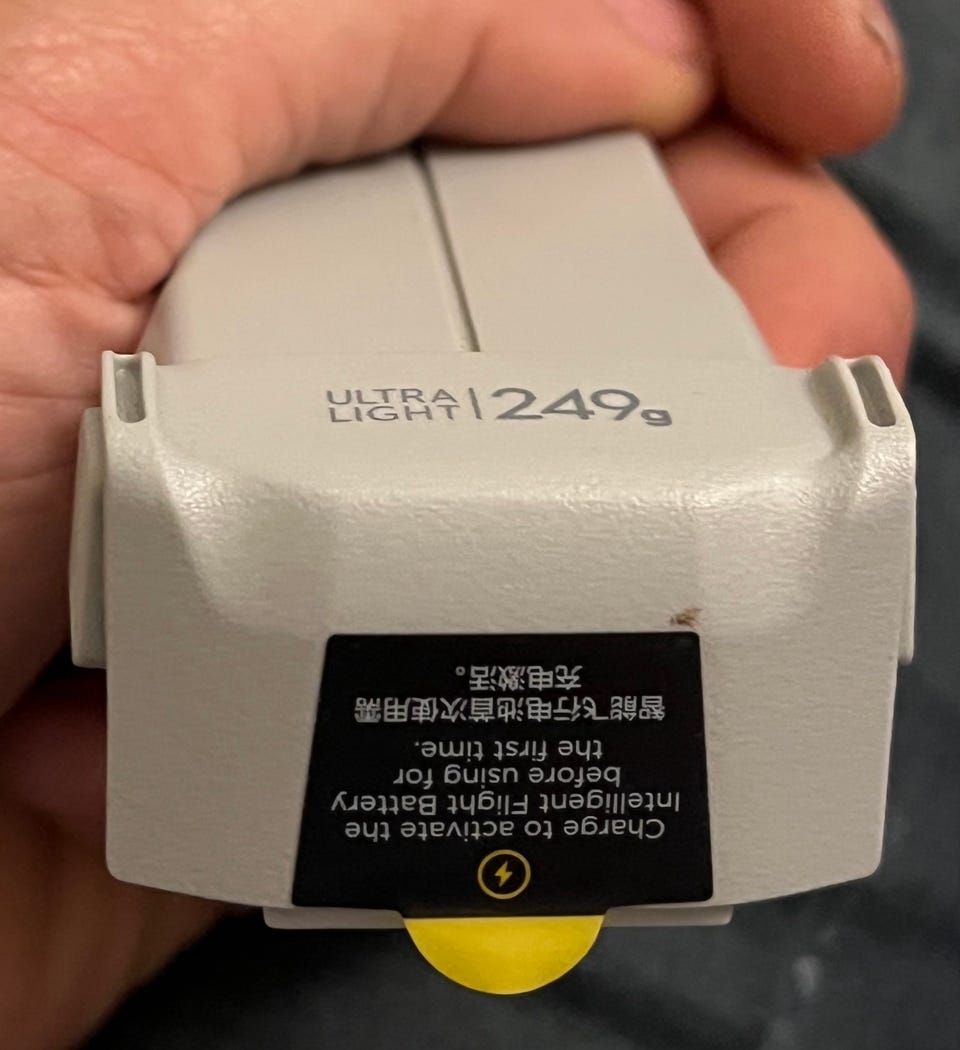 ULTRA
LIGHT | 249g
Charge to activate the
Intelligent Flight Battery
before using for
the first time.
智能飞行电池首次使用需
充电激活。